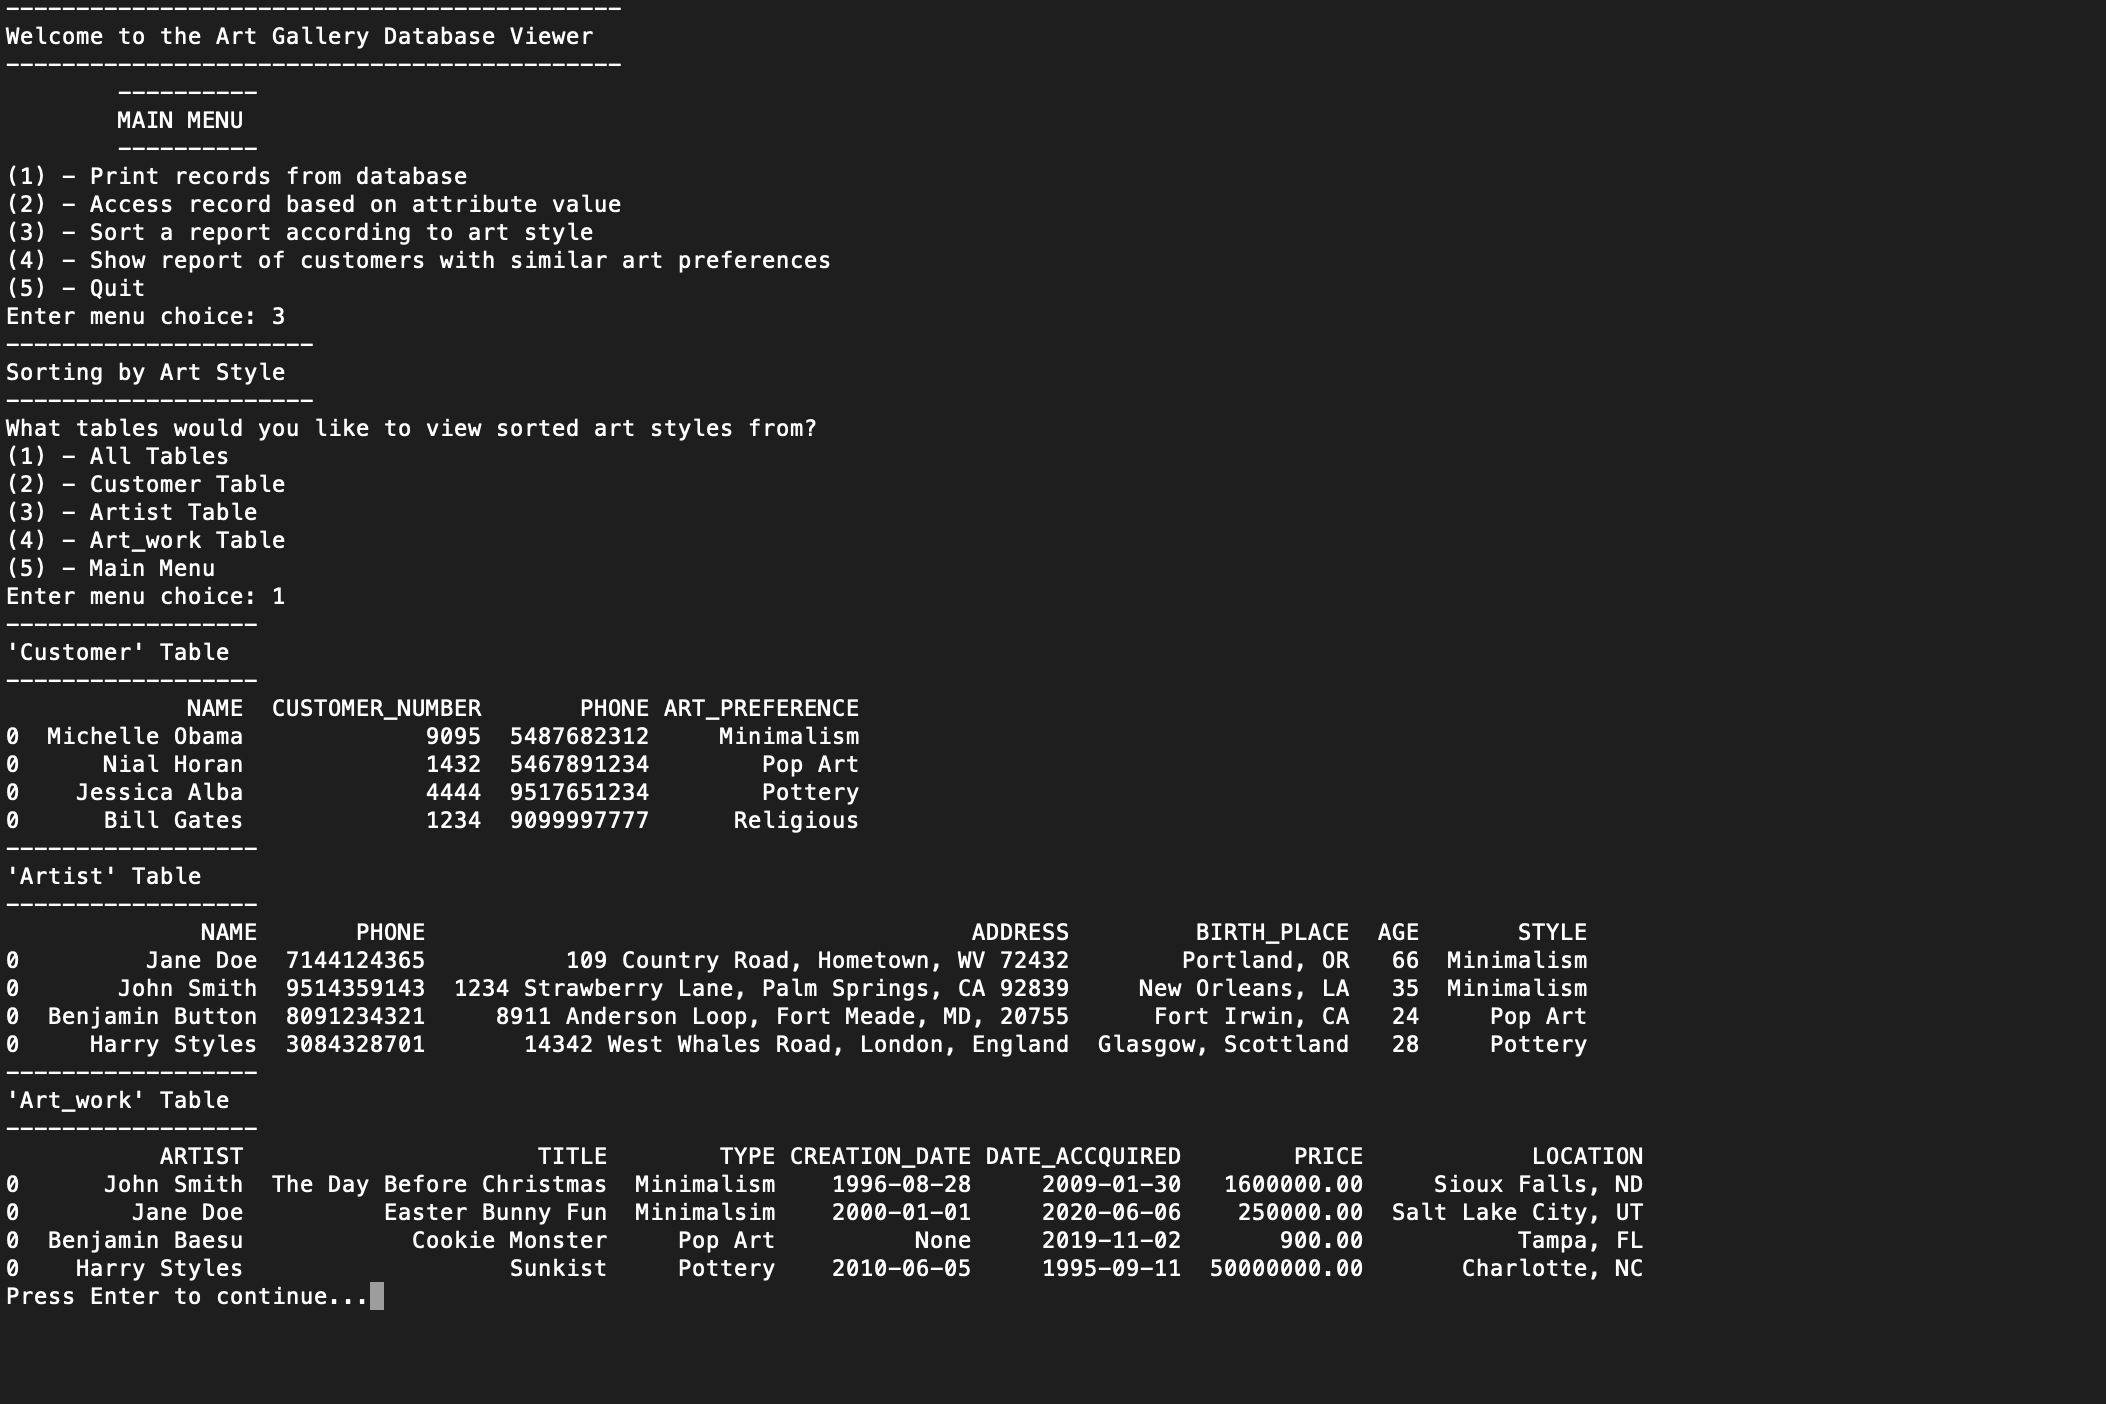 --------------------------------------------
Welcome to the Art Gallery Database Viewer
--------------------------------------------
        ----------
        MAIN MENU
        ----------
(1) - Print records from database
(2) - Access record based on attribute value
(3) - Sort a report according to art style
(4) - Show report of customers with similar art preferences
(5) - Quit
Enter menu choice: 3
----------------------
Sorting by Art Style
----------------------
What tables would you like to view sorted art styles from?
(1) - All Tables
(2) - Customer Table
(3) - Artist Table
(4) - Art_work Table
(5) - Main Menu
Enter menu choice: 1
------------------
'Customer' Table
------------------
             NAME  CUSTOMER_NUMBER       PHONE ART_PREFERENCE
0  Michelle Obama             9095  5487682312     Minimalism
0      Nial Horan             1432  5467891234        Pop Art
0    Jessica Alba             4444  9517651234        Pottery
0      Bill Gates             1234  9099997777      Religious
------------------
'Artist' Table
------------------
              NAME       PHONE                                       ADDRESS         BIRTH_PLACE  AGE       STYLE
0         Jane Doe  7144124365          109 Country Road, Hometown, WV 72432        Portland, OR   66  Minimalism
0       John Smith  9514359143  1234 Strawberry Lane, Palm Springs, CA 92839     New Orleans, LA   35  Minimalism
0  Benjamin Button  8091234321     8911 Anderson Loop, Fort Meade, MD, 20755      Fort Irwin, CA   24     Pop Art
0     Harry Styles  3084328701       14342 West Whales Road, London, England  Glasgow, Scottland   28     Pottery
------------------
'Art_work' Table
------------------
           ARTIST                     TITLE        TYPE CREATION_DATE DATE_ACCQUIRED        PRICE            LOCATION
0      John Smith  The Day Before Christmas  Minimalism    1996-08-28     2009-01-30   1600000.00     Sioux Falls, ND
0        Jane Doe          Easter Bunny Fun  Minimalsim    2000-01-01     2020-06-06    250000.00  Salt Lake City, UT
0  Benjamin Baesu            Cookie Monster     Pop Art          None     2019-11-02       900.00           Tampa, FL
0    Harry Styles                   Sunkist     Pottery    2010-06-05     1995-09-11  50000000.00       Charlotte, NC
Press Enter to continue...